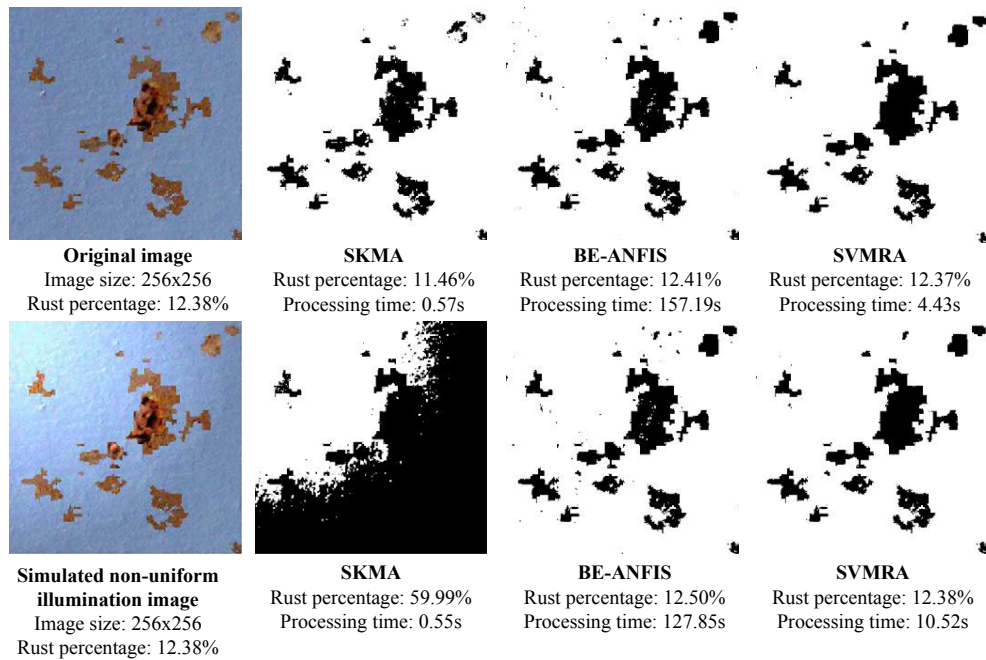 Original image
Image size: 256x256
Rust percentage: 12.38%
SKMA
Rust percentage: 11.46%
Processing time: 0.57s
BE-ANFIS
Rust percentage: 12.41%
Processing time: 157.19s
SVMRA
Rust percentage: 12.37%
Processing time: 4.43s
Simulated non-uniform
illumination image
Image size: 256x256
Rust percentage: 12.38%
SKMA
Rust percentage: 59.99%
Processing time: 0.55s
BE-ANFIS
Rust percentage: 12.50%
Processing time: 127.85s
SVMRA
Rust percentage: 12.38%
Processing time: 10.52s